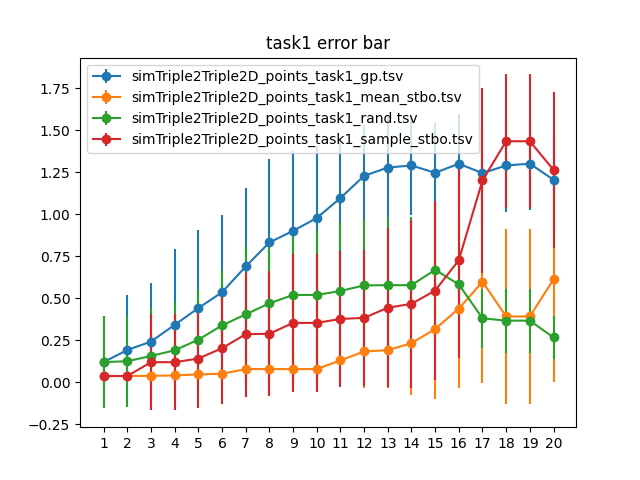 task1 error bar
simTriple2Triple2D_points_task1_gp.tsv
simTriple2Triple2D_points_task1_mean_stbo.tsv
simTriple2Triple2D_points_task1_rand.tsv
simTriple2Triple2D_points_task1_sample_stbo.tsv
1.75
1.50
1.25
1.00
0.75
0.50
0.25
0.00
−0.25
1 2 3 4 5 6 7 8 9 10 11 12 13 14 15 16 17 18 19 20